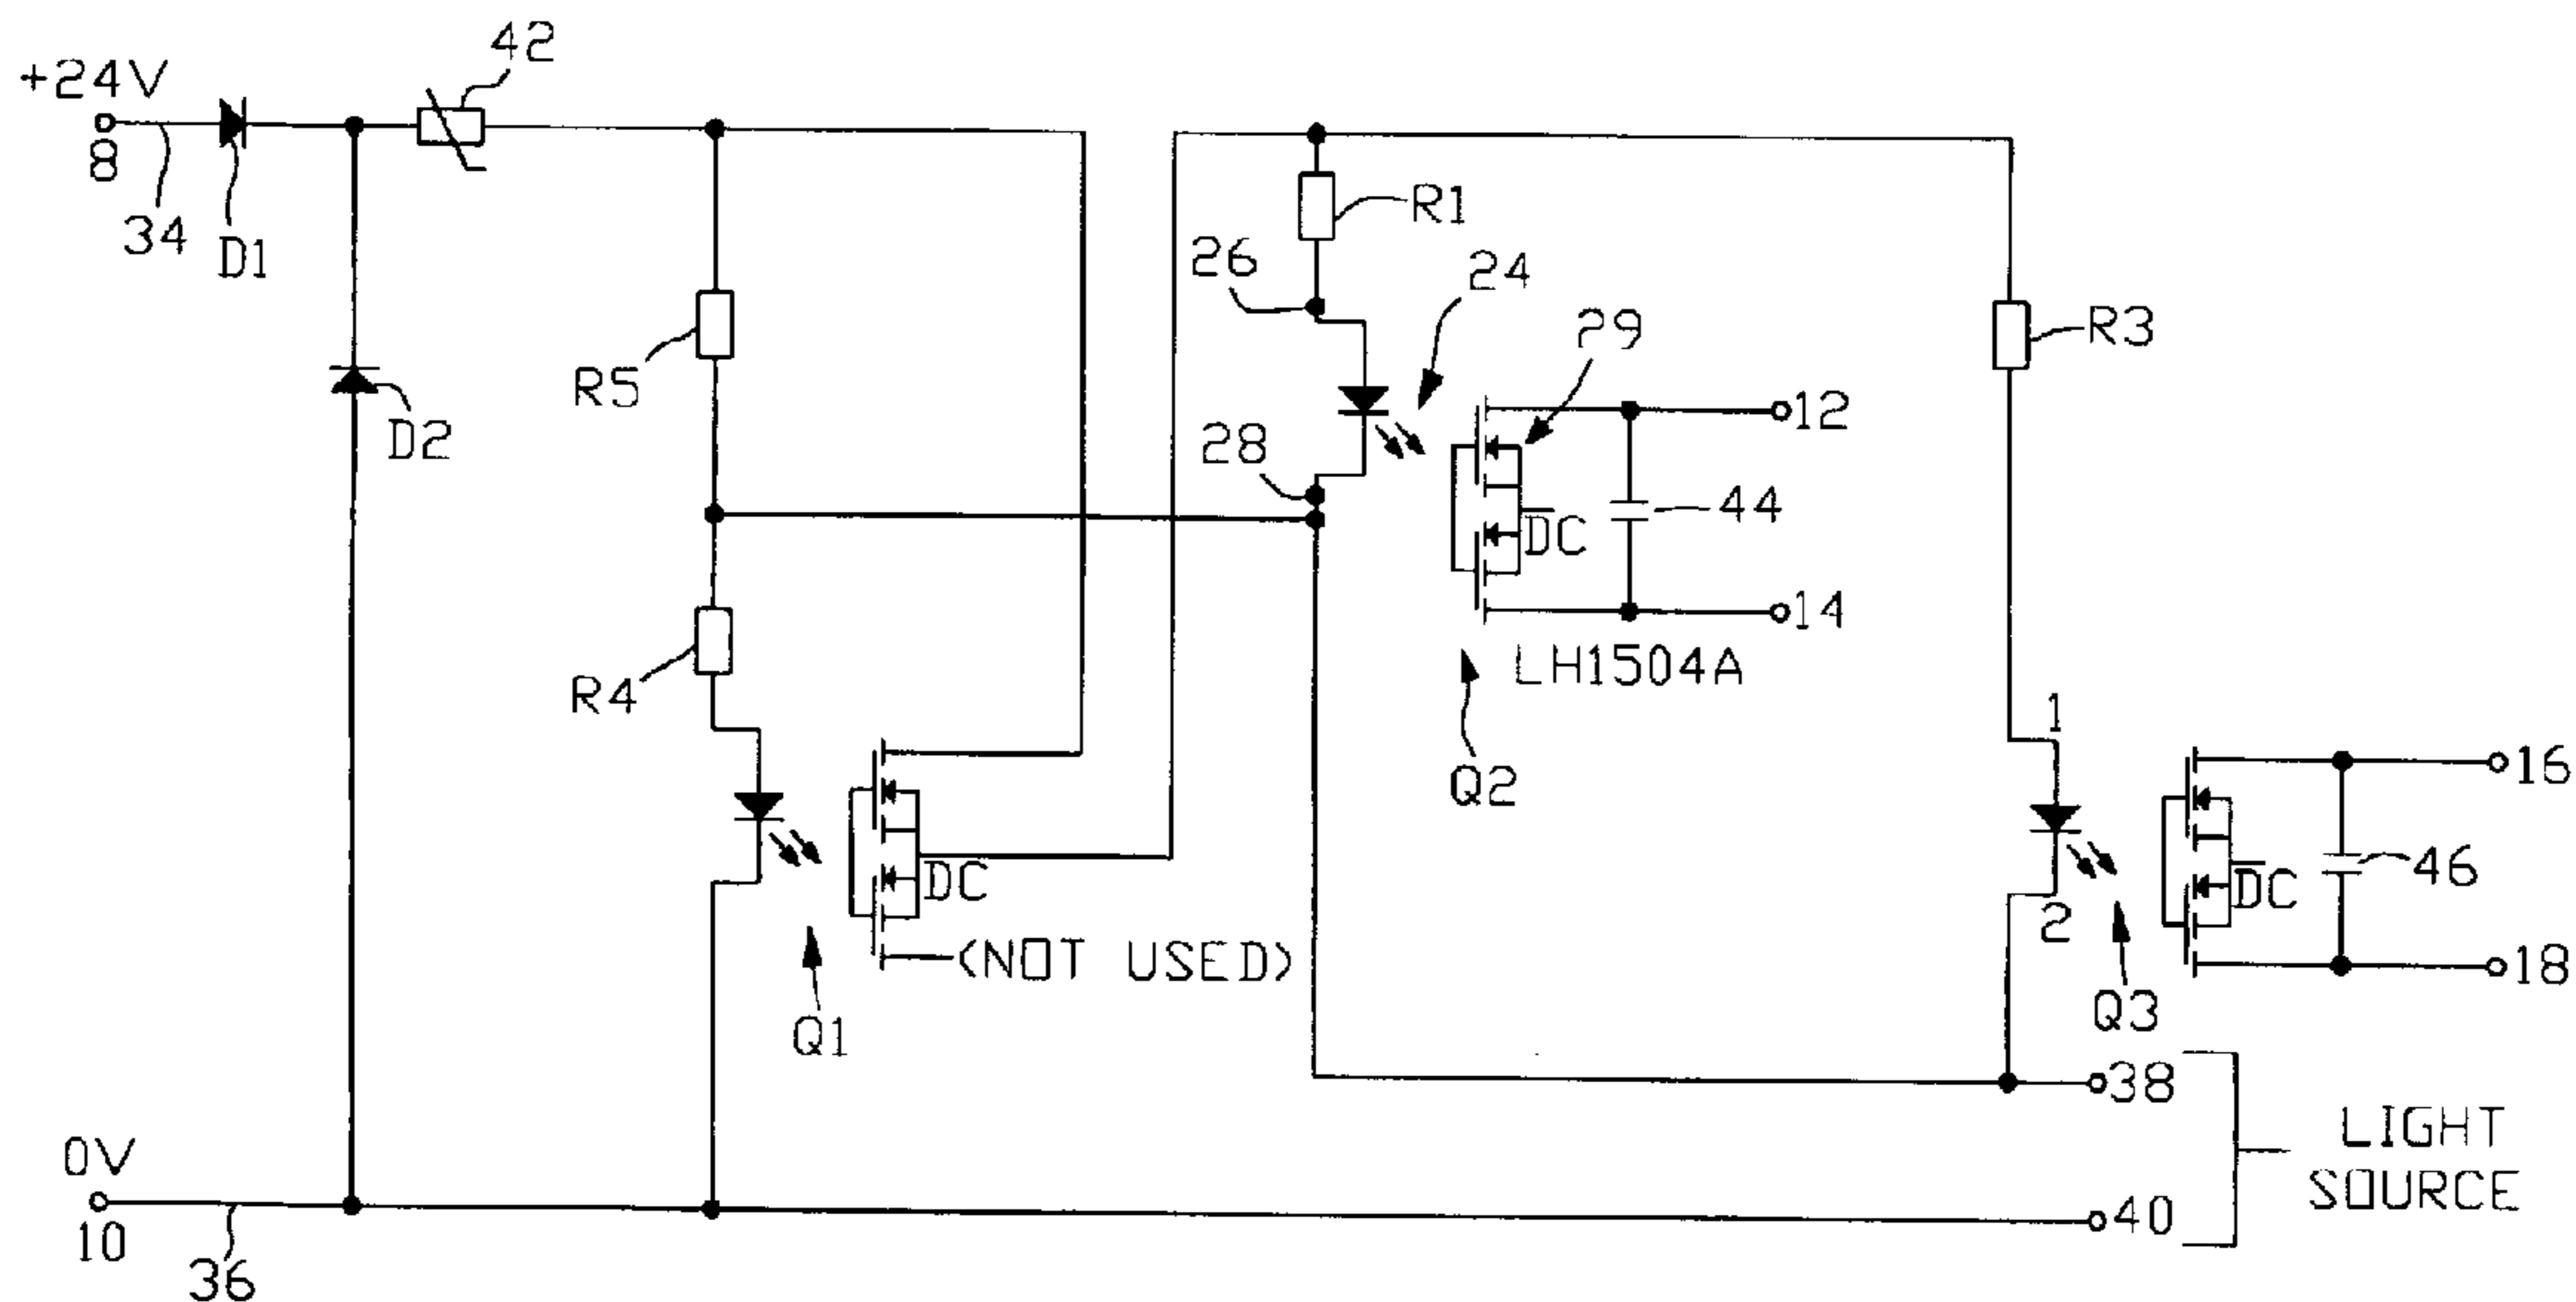 42
+24V
8
34
D1
R1
26
24
29
R3
R5
D2
12
28
44
DC
14
R4
LH1504A
1
Q2
16
DC
46
DC
2
(NOT USED)
18
Q1
Q3
38
LIGHT
SOURCE
0V
10
40
36